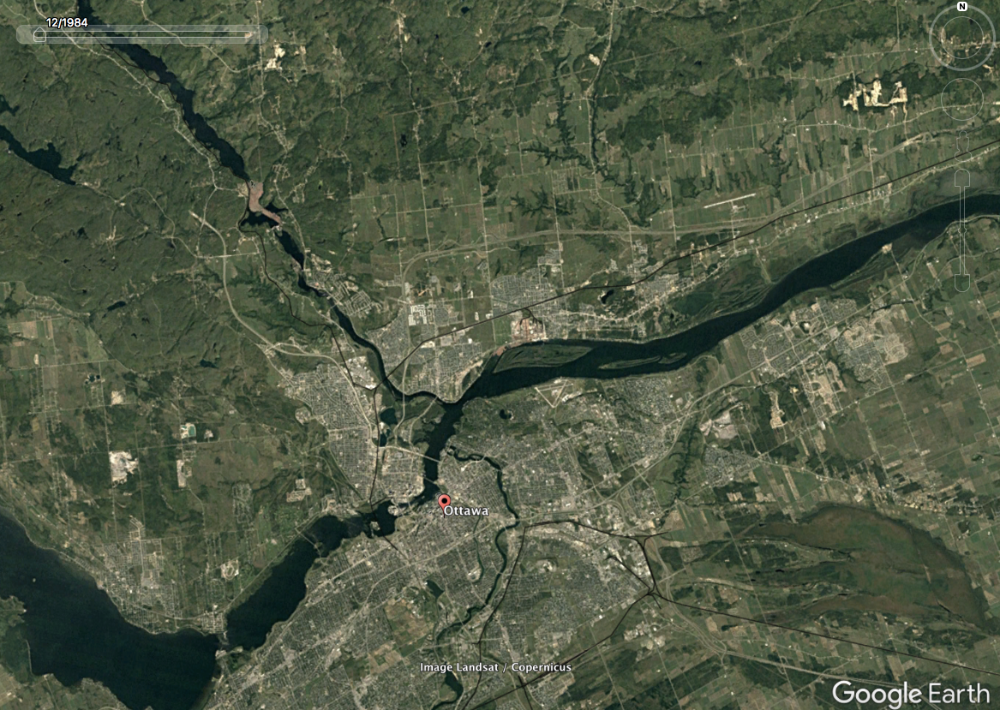 12/1984
N
Ottawa
Image Landsat / Copernicus
Google Earth